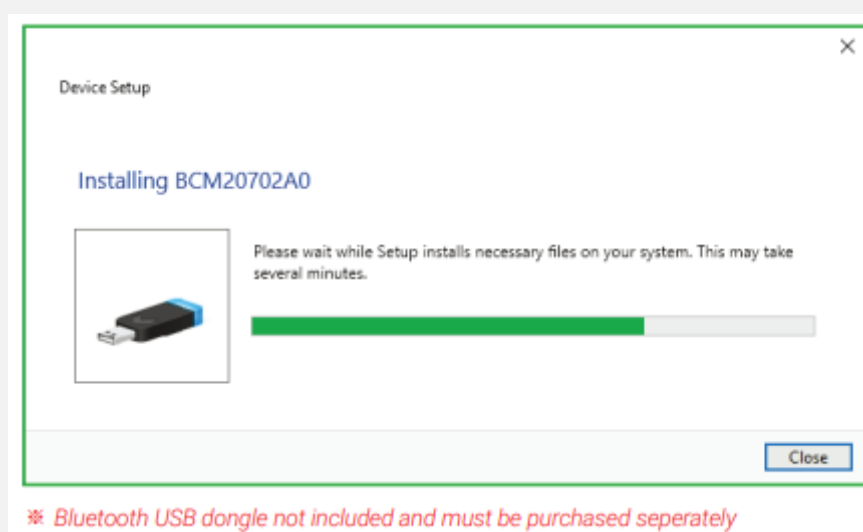 Device Setup
Installing BCM20702A0
Please wait while Setup installs necessary files on your system. This may take
several minutes.
Close
※ Bluetooth USB dongle not included and must be purchased seperately